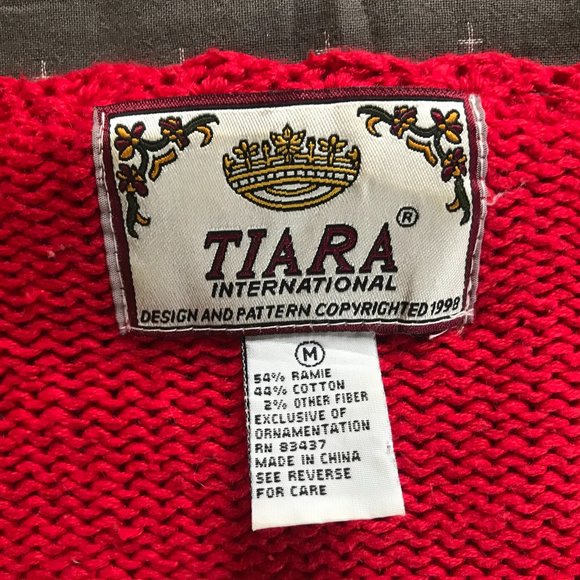 TIARA ®
INTERNATIONAL
DESIGN AND PATTERN COPYRIGHTED 1998
M
54% RAMIE
44% COTTON
2% OTHER FIBER
EXCLUSIVE OF
ORNAMENTATION
RN 83437
MADE IN CHINA
SEE REVERSE
FOR CARE